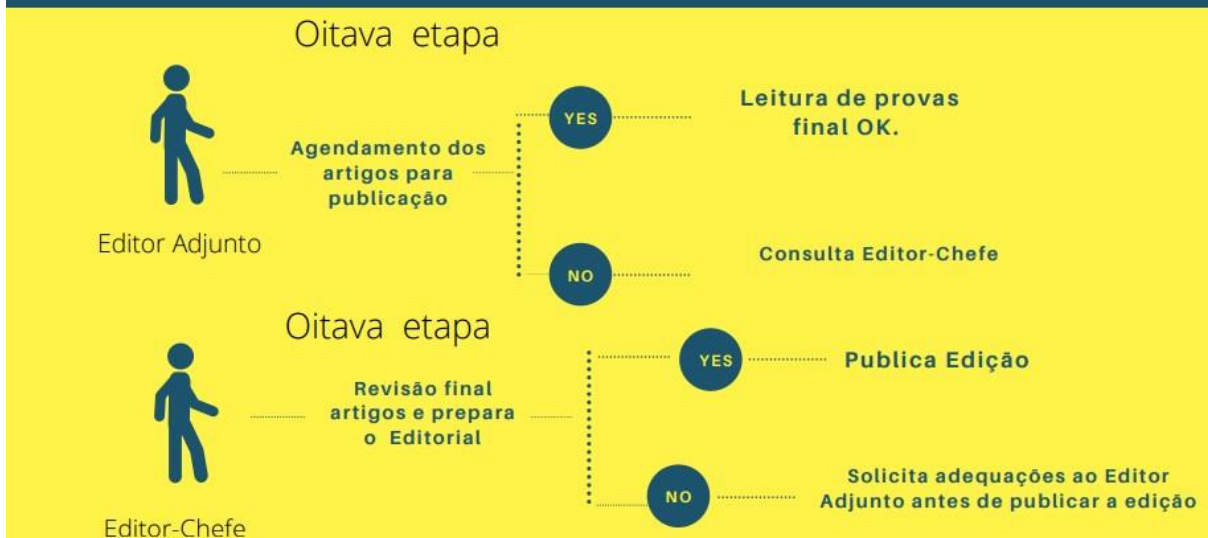 Oitava etapa
Editor Adjunto
Agendamento dos
artigos para
publicação
YES
Leitura de provas
final OK.
NO
Consulta Editor-Chefe
Oitava etapa
Editor-Chefe
Revisão final
artigos e prepara
o Editorial
YES
Publica Edição
NO
Solicita adequações ao Editor
Adjunto antes de publicar a edição